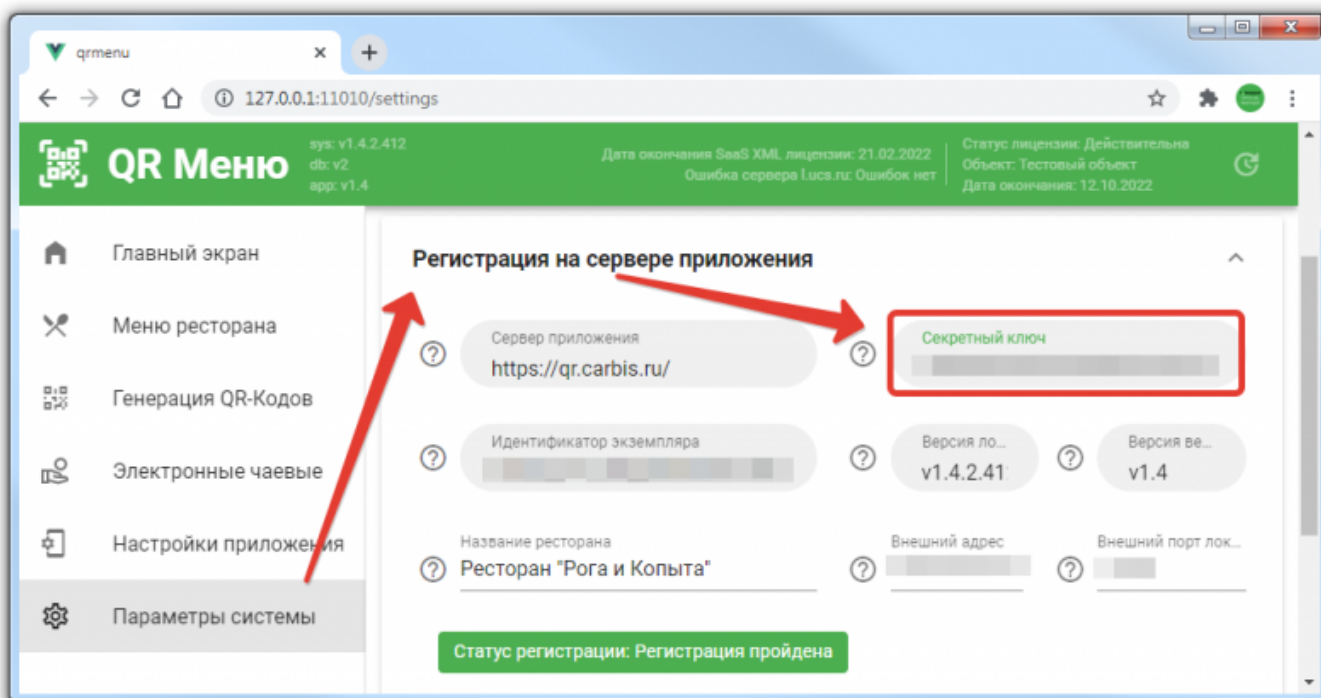 qrmenu
127.0.0.1:11010/settings
QR Меню
sys: v1.4.2.412
db: v2
app: v1.4
Дата окончания SaaS XML лицензии: 21.02.2022
Ошибка сервера l.ucs.ru: Ошибок нет
Статус лицензии: Действительна
Объект: Тестовый объект
Дата окончания: 12.10.2022
Главный экран
Меню ресторана
Генерация QR-Кодов
Электронные чаевые
Настройки приложения
Параметры системы
Регистрация на сервере приложения
Сервер приложения
https://qr.carbis.ru/
Секретный ключ
Идентификатор экземпляра
Версия ло...
v1.4.2.41
Версия ве...
v1.4
Название ресторана
Ресторан "Рога и Копыта"
Внешний адрес
Внешний порт лок...
Статус регистрации: Регистрация пройдена